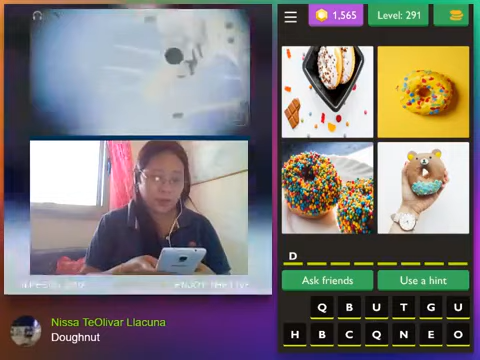 1,565
Level: 291
D
Ask friends
Use a hint
Q B U T G U
H B C Q N E O
Nissa TeOlivar Llacuna
Doughnut